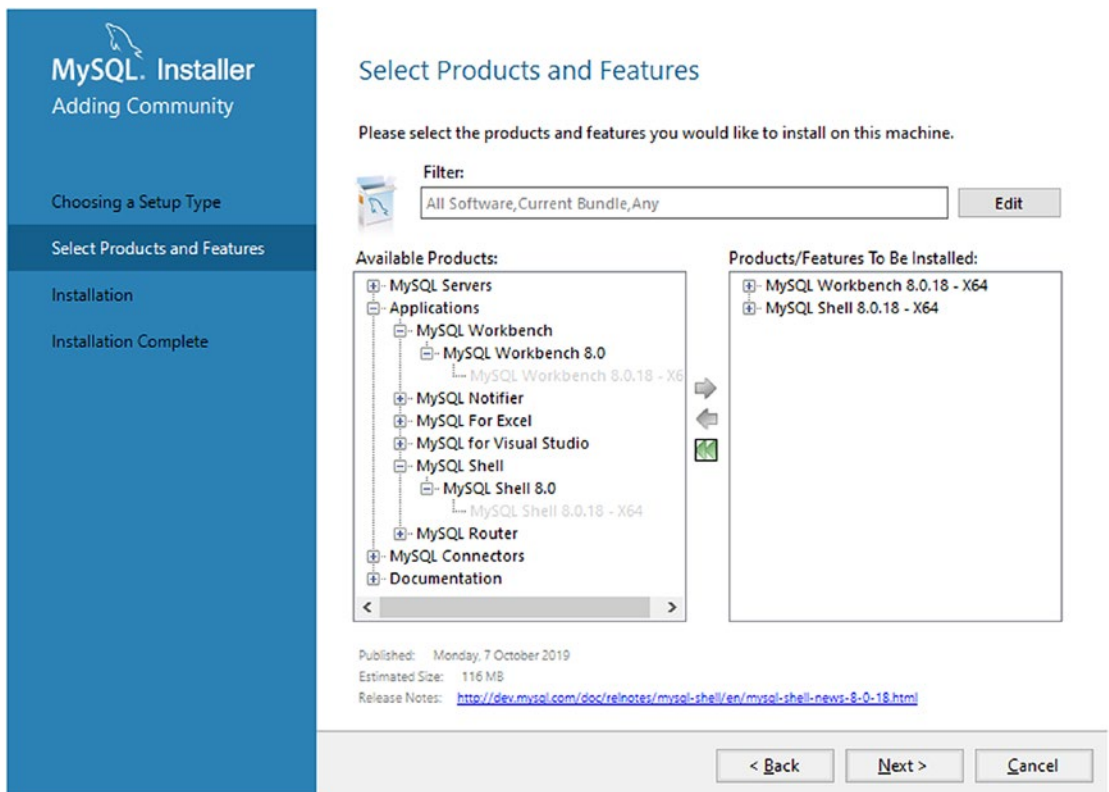 MySQL. Installer
Adding Community
Choosing a Setup Type
Select Products and Features
Installation
Installation Complete
Select Products and Features
Please select the products and features you would like to install on this machine.
Filter:
All Software,Current Bundle,Any
Edit
Available Products:
MySQL Servers
Applications
MySQL Workbench
MySQL Workbench 8.0
MySQL Workbench 8.0.18 - X6
MySQL Notifier
MySQL For Excel
MySQL for Visual Studio
MySQL Shell
MySQL Shell 8.0
MySQL Shell 8.0.18 - X64
MySQL Router
MySQL Connectors
Documentation
Products/Features To Be Installed:
MySQL Workbench 8.0.18 - X64
MySQL Shell 8.0.18 - X64
Published: Monday, 7 October 2019
Estimated Size: 116 MB
Release Notes: http://dev.mysql.com/doc/relnotes/mysql-shell/en/mysql-shell-news-8-0-18.html
< Back
Next >
Cancel